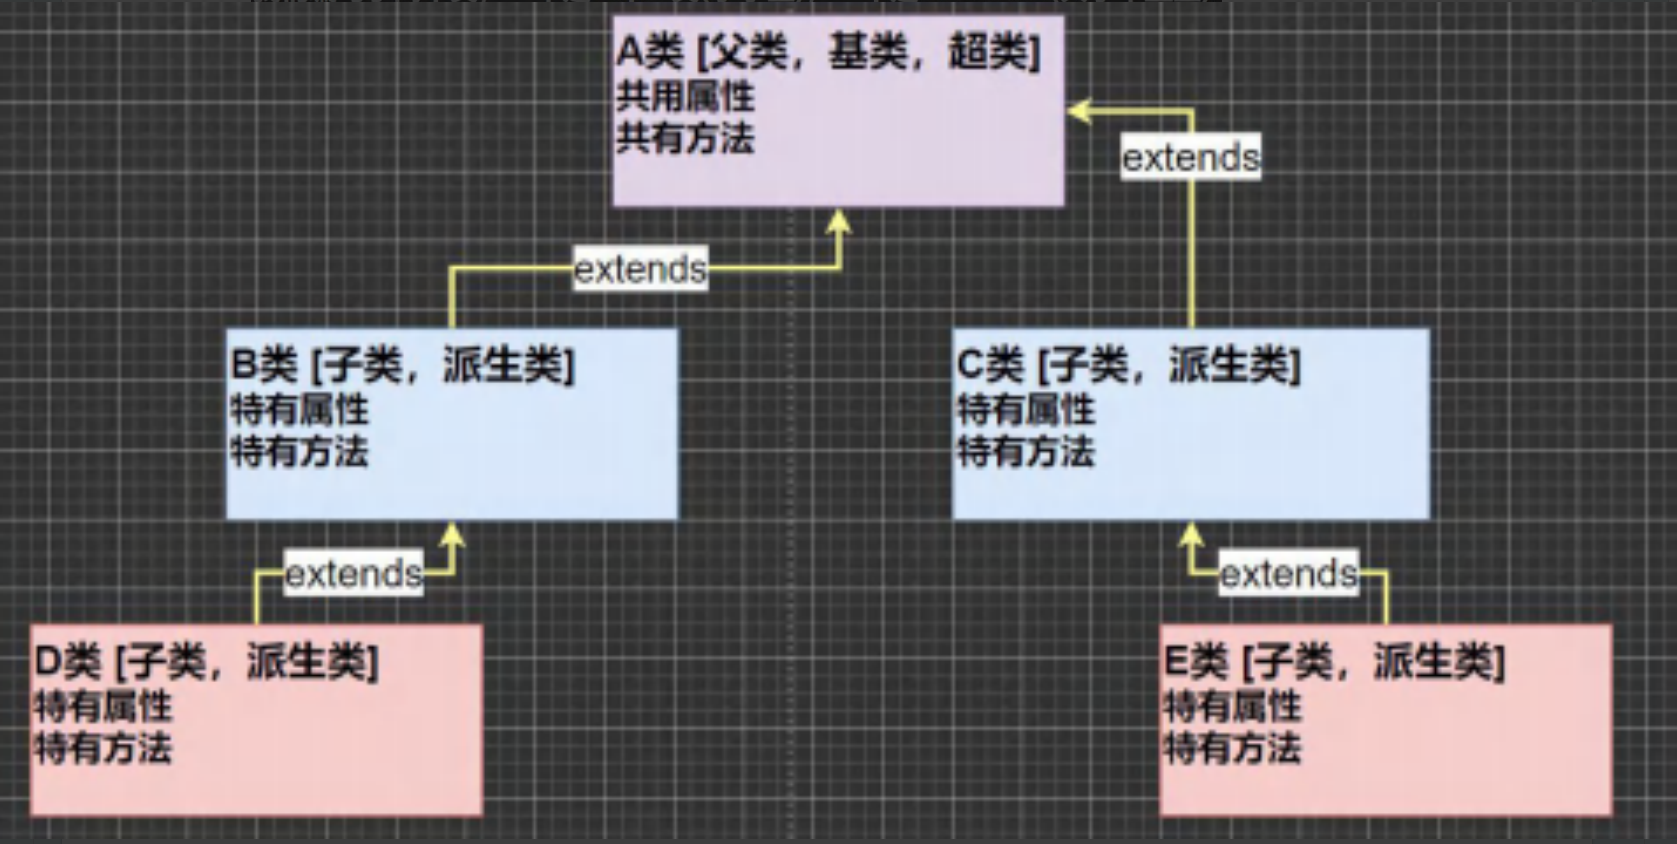 A类 [父类，基类，超类]
共用属性
共有方法
extends
extends
B类 [子类，派生类]
特有属性
特有方法
C类 [子类，派生类]
特有属性
特有方法
extends
extends
D类 [子类，派生类]
特有属性
特有方法
E类 [子类，派生类]
特有属性
特有方法